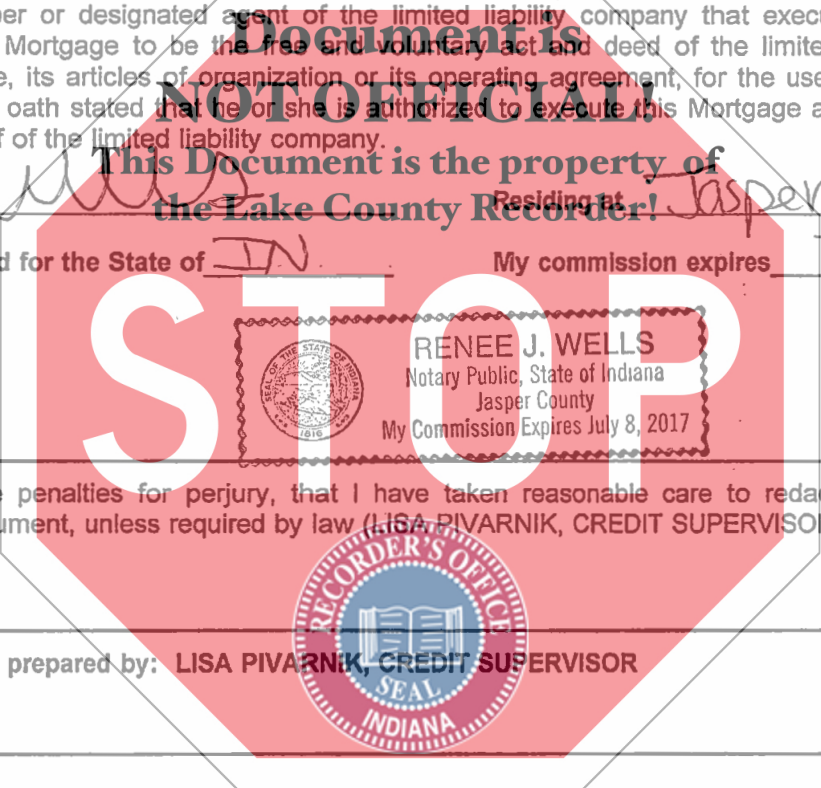 er or designated agent of the limited liability company that execu
Document is
Mortgage to be the free and voluntary act and deed of the limite
e, its articles of organization or its operating agreement, for the use
NOT OFFICIAL!
oath stated that he or she is authorized to execute this Mortgage a
f of the limited liability company.
This Document is the property of
the Lake County Recorder!
Residing at Jasper
d for the State of IN
My commission expires
STOP
SEAL OF THE STATE OF INDIANA
1816
RENEE J. WELLS
Notary Public, State of Indiana
Jasper County
My Commission Expires July 8, 2017
e penalties for perjury, that I have taken reasonable care to redac
ument, unless required by law (LISA PIVARNIK, CREDIT SUPERVISOR
RECORDER'S OFFICE
SEAL
INDIANA
prepared by: LISA PIVARNIK, CREDIT SUPERVISOR